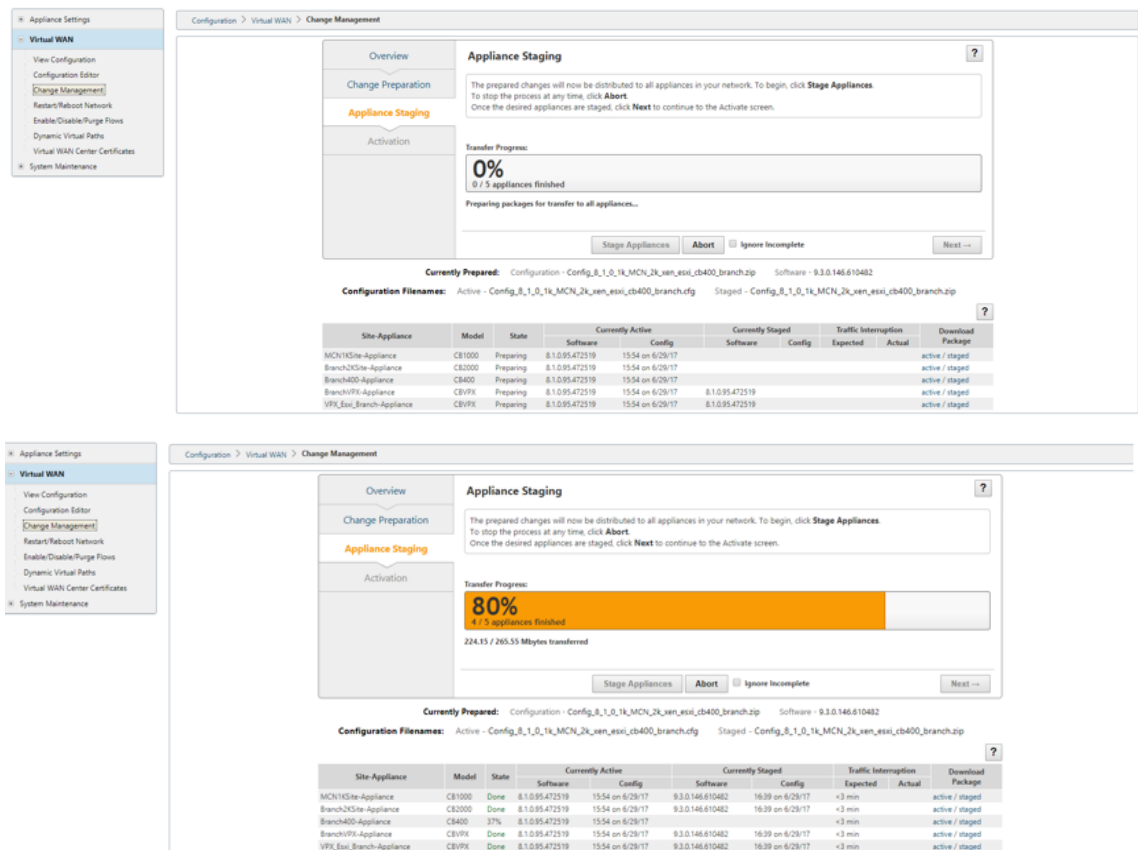 Appliance Settings
Virtual WAN
View Configuration
Configuration Editor
Change Management
Restart/Reboot Network
Enable/Disable/Purge Flows
Dynamic Virtual Paths
Virtual WAN Center Certificates
System Maintenance
Configuration > Virtual WAN > Change Management
Overview
Change Preparation
Appliance Staging
Activation
Appliance Staging
?
The prepared changes will now be distributed to all appliances in your network. To begin, click Stage Appliances.
To stop the process at any time, click Abort.
Once the desired appliances are staged, click Next to continue to the Activate screen.
Transfer Progress:
0%
0 / 5 appliances finished
Preparing packages for transfer to all appliances...
Stage Appliances Abort Ignore Incomplete Next →
Currently Prepared: Configuration - Config_8_1_0_1k_MCN_2k_xen_esxi_cb400_branch.zip Software - 9.3.0.146.610482
Configuration Filenames: Active - Config_8_1_0_1k_MCN_2k_xen_esxi_cb400_branch.cfg Staged - Config_8_1_0_1k_MCN_2k_xen_esxi_cb400_branch.zip
?
Site-Appliance Model State Currently Active Currently Staged Traffic Interruption Download Package
Software Config Software Config Expected Actual
MCN1KSite-Appliance CB1000 Preparing 8.1.0.95.472519 15:54 on 6/29/17 active / staged
Branch2KSite-Appliance CB2000 Preparing 8.1.0.95.472519 15:54 on 6/29/17 active / staged
Branch400-Appliance CB400 Preparing 8.1.0.95.472519 15:54 on 6/29/17 active / staged
BranchVPX-Appliance CBVPX Preparing 8.1.0.95.472519 15:54 on 6/29/17 8.1.0.95.472519 active / staged
VPX_Esxi_Branch-Appliance CBVPX Preparing 8.1.0.95.472519 15:54 on 6/29/17 8.1.0.95.472519 active / staged
Appliance Settings
Virtual WAN
View Configuration
Configuration Editor
Change Management
Restart/Reboot Network
Enable/Disable/Purge Flows
Dynamic Virtual Paths
Virtual WAN Center Certificates
System Maintenance
Configuration > Virtual WAN > Change Management
Overview
Change Preparation
Appliance Staging
Activation
Appliance Staging
?
The prepared changes will now be distributed to all appliances in your network. To begin, click Stage Appliances.
To stop the process at any time, click Abort.
Once the desired appliances are staged, click Next to continue to the Activate screen.
Transfer Progress:
80%
4 / 5 appliances finished
224.15 / 265.55 Mbytes transferred
Stage Appliances Abort Ignore Incomplete Next →
Currently Prepared: Configuration - Config_8_1_0_1k_MCN_2k_xen_esxi_cb400_branch.zip Software - 9.3.0.146.610482
Configuration Filenames: Active - Config_8_1_0_1k_MCN_2k_xen_esxi_cb400_branch.cfg Staged - Config_8_1_0_1k_MCN_2k_xen_esxi_cb400_branch.zip
?
Site-Appliance Model State Currently Active Currently Staged Traffic Interruption Download Package
Software Config Software Config Expected Actual
MCN1KSite-Appliance CB1000 Done 8.1.0.95.472519 15:54 on 6/29/17 9.3.0.146.610482 16:39 on 6/29/17 <3 min active / staged
Branch2KSite-Appliance CB2000 Done 8.1.0.95.472519 15:54 on 6/29/17 9.3.0.146.610482 16:39 on 6/29/17 <3 min active / staged
Branch400-Appliance CB400 37% 8.1.0.95.472519 15:54 on 6/29/17 <3 min active / staged
BranchVPX-Appliance CBVPX Done 8.1.0.95.472519 15:54 on 6/29/17 9.3.0.146.610482 16:39 on 6/29/17 <3 min active / staged
VPX_Esxi_Branch-Appliance CBVPX Done 8.1.0.95.472519 15:54 on 6/29/17 9.3.0.146.610482 16:39 on 6/29/17 <3 min active / staged